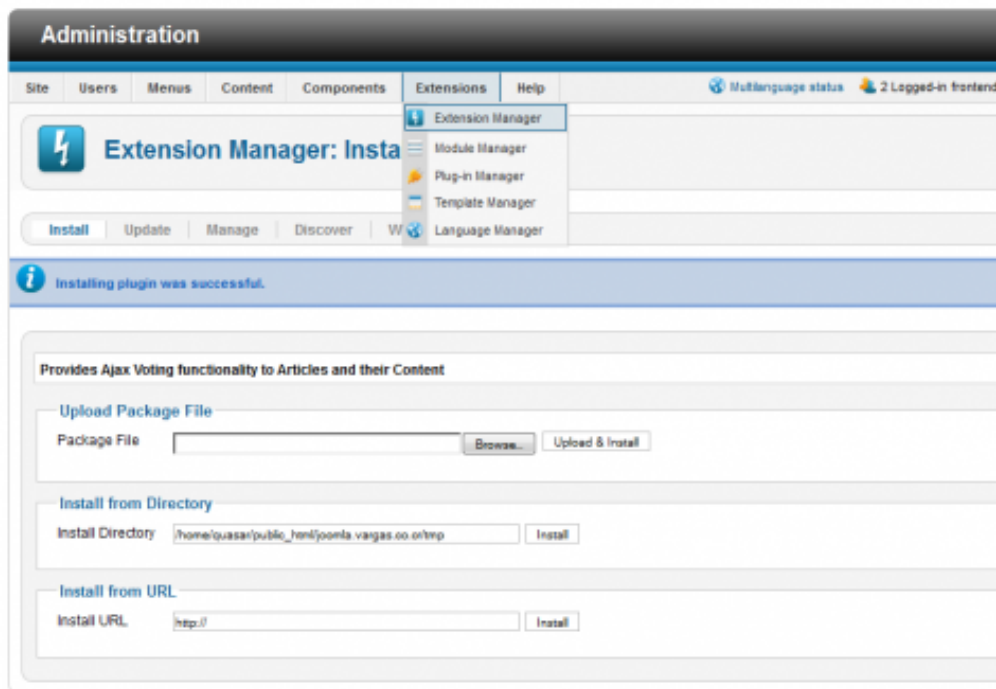 Administration
Site Users Menus Content Components Extensions Help Multilanguage status 2 Logged-in frontend
Extension Manager
Extension Manager: Insta
Module Manager
Plug-in Manager
Template Manager
Install Update Manage Discover W Language Manager
Installing plugin was successful.
Provides Ajax Voting functionality to Articles and their Content
Upload Package File
Package File Browse... Upload & Install
Install from Directory
Install Directory /home/quasar/public_html/joomla.vargas.co.cr/tmp Install
Install from URL
Install URL http:// Install